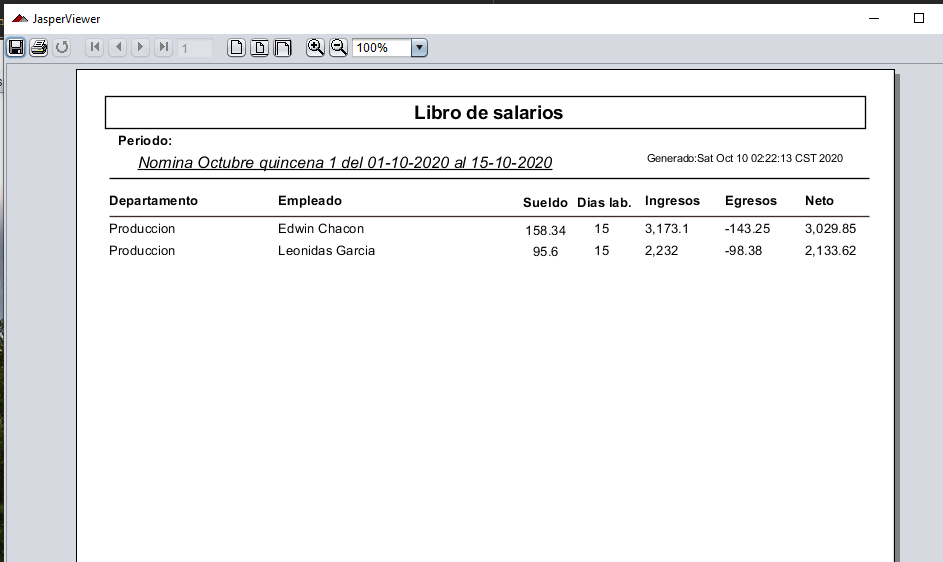 JasperViewer
1
100%
Libro de salarios
Periodo:
Nomina Octubre quincena 1 del 01-10-2020 al 15-10-2020
Generado:Sat Oct 10 02:22:13 CST 2020
Departamento Empleado Sueldo Dias lab. Ingresos Egresos Neto
Produccion Edwin Chacon 158.34 15 3,173.1 -143.25 3,029.85
Produccion Leonidas Garcia 95.6 15 2,232 -98.38 2,133.62